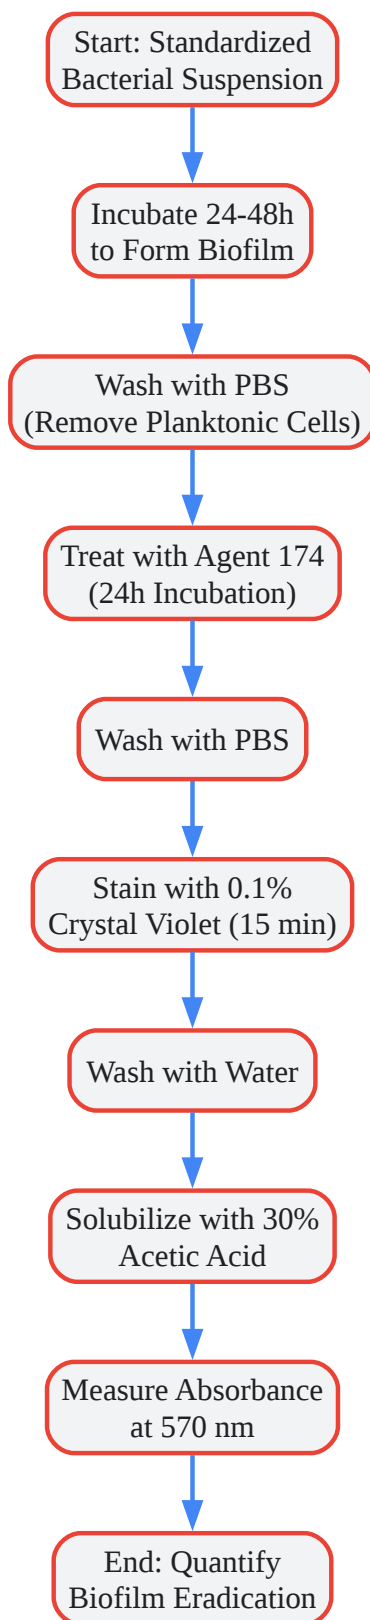 Start: Standardized
Bacterial Suspension
Incubate 24-48h
to Form Biofilm
Wash with PBS
(Remove Planktonic Cells)
Treat with Agent 174
(24h Incubation)
Wash with PBS
Stain with 0.1%
Crystal Violet (15 min)
Wash with Water
Solubilize with 30%
Acetic Acid
Measure Absorbance
at 570 nm
End: Quantify
Biofilm Eradication